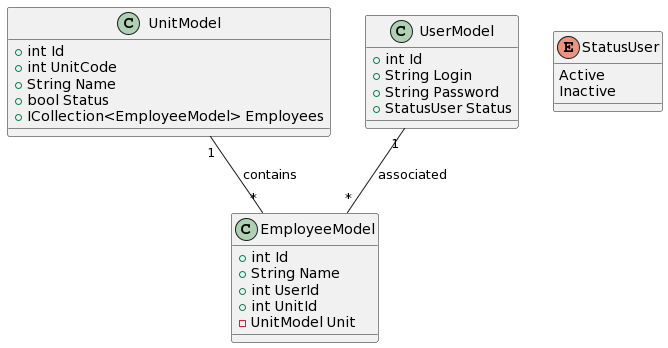 C UnitModel
int Id
int UnitCode
String Name
bool Status
ICollection<EmployeeModel> Employees
C UserModel
int Id
String Login
String Password
StatusUser Status
E StatusUser
Active
Inactive
1
contains
*
1
associated
*
C EmployeeModel
int Id
String Name
int UserId
int UnitId
UnitModel Unit